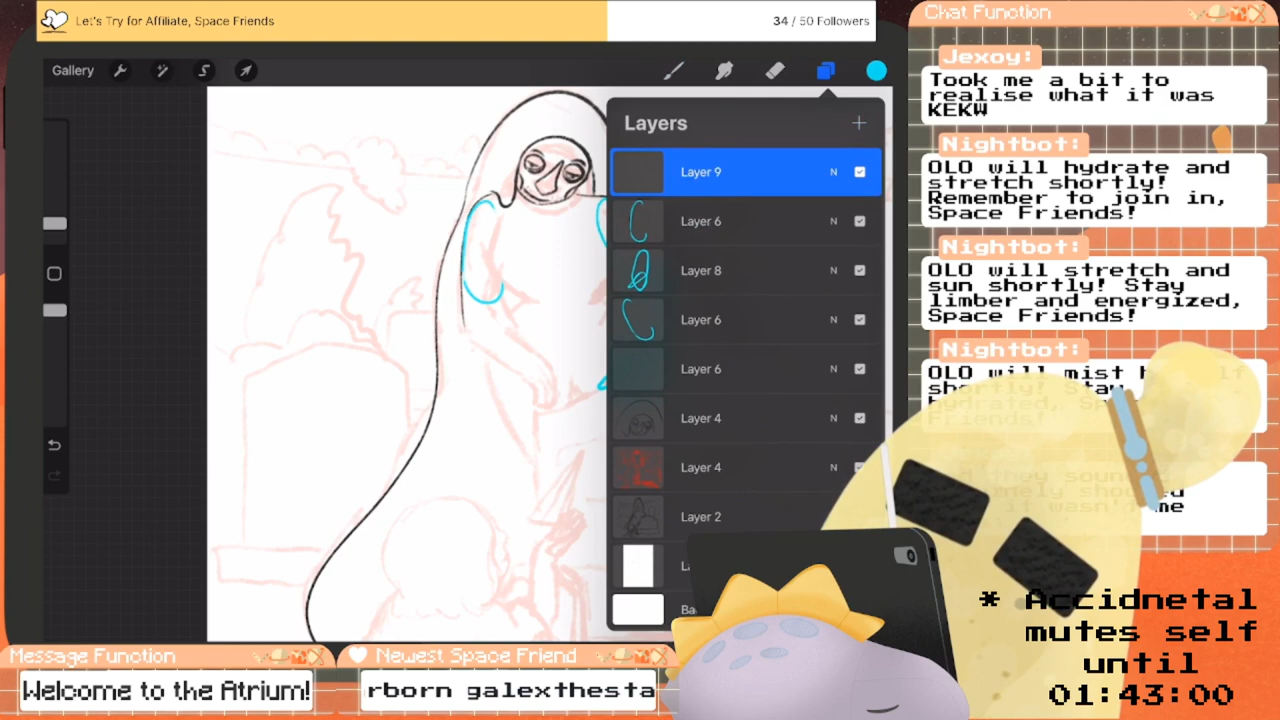 Let's Try for Affiliate, Space Friends
34 / 50 Followers
Gallery
Layers
Layer 9 N
Layer 6 N
Layer 8 N
Layer 6 N
Layer 6 N
Layer 4 N
Layer 4 N
Layer 2
Chat Function
Jexoy:
Took me a bit to
realise what it was
KEKW
Nightbot:
OLO will hydrate and
stretch shortly!
Remember to join in,
Space Friends!
Nightbot:
OLO will stretch and
sun shortly! Stay
limber and energized,
Space Friends!
Nightbot:
OLO will mist
shortly! Stay
* Accidnetal
mutes self
until
01:43:00
Message Function
Welcome to the Atrium!
Newest Space Friend
rborn galexthesta